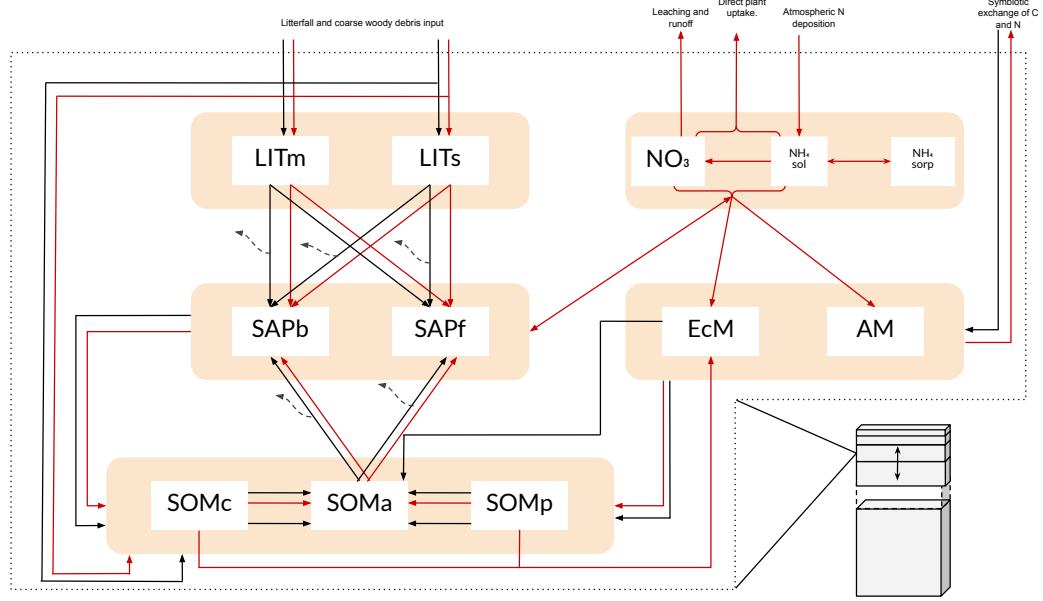 Litterfall and coarse woody debris input
Leaching and
runoff
Direct plant
uptake.
Atmospheric N
deposition
Symbiotic
exchange of C
and N
LITm
LITs
NO₃
NH₄
sol
NH₄
sorp
SAPb
SAPf
EcM
AM
SOMc
SOMa
SOMp